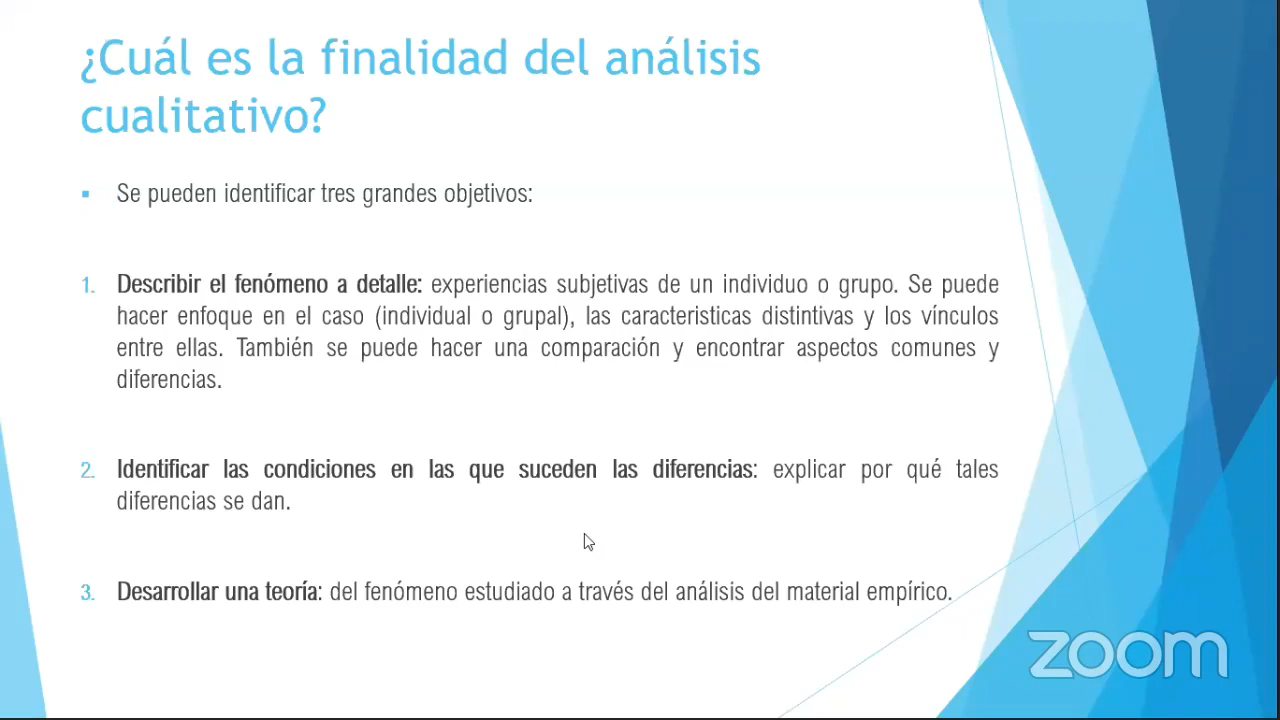 ¿Cuál es la finalidad del análisis
cualitativo?
▪ Se pueden identificar tres grandes objetivos:
1. Describir el fenómeno a detalle: experiencias subjetivas de un individuo o grupo. Se puede
hacer enfoque en el caso (individual o grupal), las caracteristicas distintivas y los vínculos
entre ellas. También se puede hacer una comparación y encontrar aspectos comunes y
diferencias.
2. Identificar las condiciones en las que suceden las diferencias: explicar por qué tales
diferencias se dan.
3. Desarrollar una teoría: del fenómeno estudiado a través del análisis del material empírico.
zoom